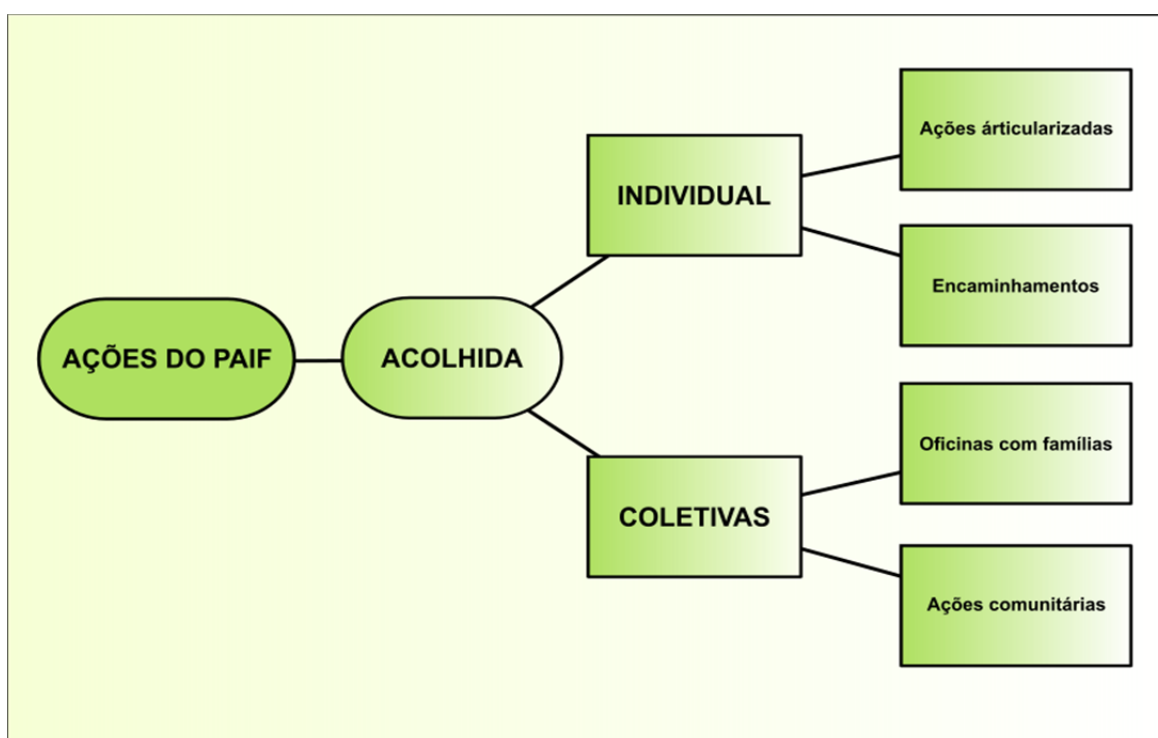 AÇÕES DO PAIF
ACOLHIDA
INDIVIDUAL
Ações árticularizadas
Encaminhamentos
COLETIVAS
Oficinas com famílias
Ações comunitárias